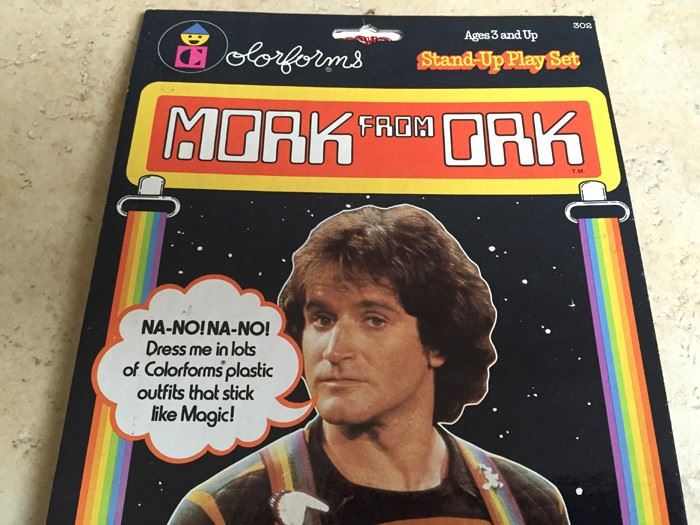 302
C olorforms®
Ages 3 and Up
Stand-Up Play Set
MORK FROM ORK
T.M.
NA-NO! NA-NO!
Dress me in lots
of Colorforms® plastic
outfits that stick
like Magic!